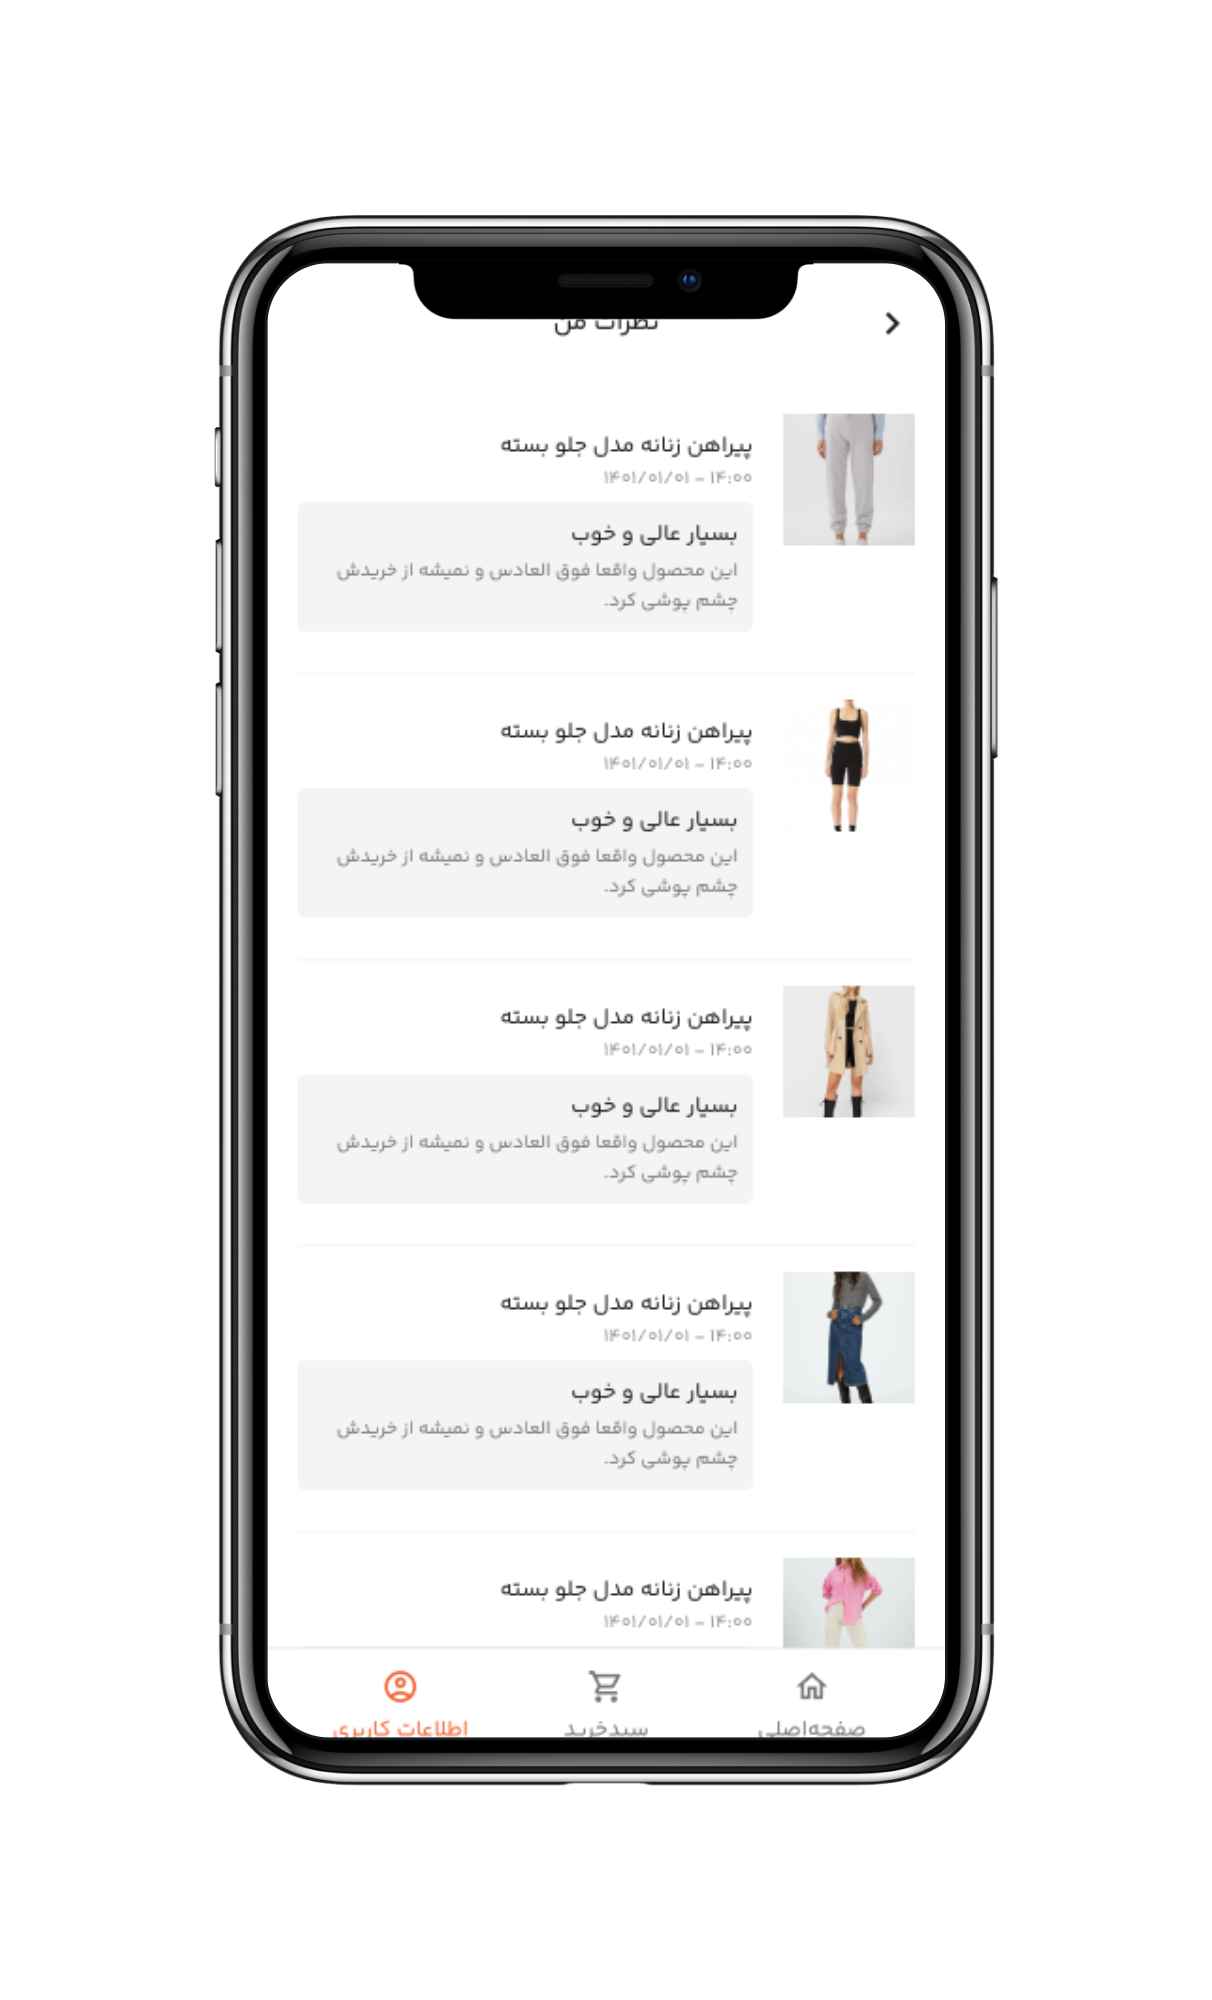 نظرات من
پیراهن زنانه مدل جلو بسته
۱۴۰۱/۰۱/۰۱ - ۱۴:۰۰
بسیار عالی و خوب
این محصول واقعا فوق العادس و نمیشه از خریدش
چشم پوشی کرد.
پیراهن زنانه مدل جلو بسته
۱۴۰۱/۰۱/۰۱ - ۱۴:۰۰
بسیار عالی و خوب
این محصول واقعا فوق العادس و نمیشه از خریدش
چشم پوشی کرد.
پیراهن زنانه مدل جلو بسته
۱۴۰۱/۰۱/۰۱ - ۱۴:۰۰
بسیار عالی و خوب
این محصول واقعا فوق العادس و نمیشه از خریدش
چشم پوشی کرد.
پیراهن زنانه مدل جلو بسته
۱۴۰۱/۰۱/۰۱ - ۱۴:۰۰
بسیار عالی و خوب
این محصول واقعا فوق العادس و نمیشه از خریدش
چشم پوشی کرد.
پیراهن زنانه مدل جلو بسته
۱۴۰۱/۰۱/۰۱ - ۱۴:۰۰
صفحه‌اصلی
سبدخرید
اطلاعات کاربری